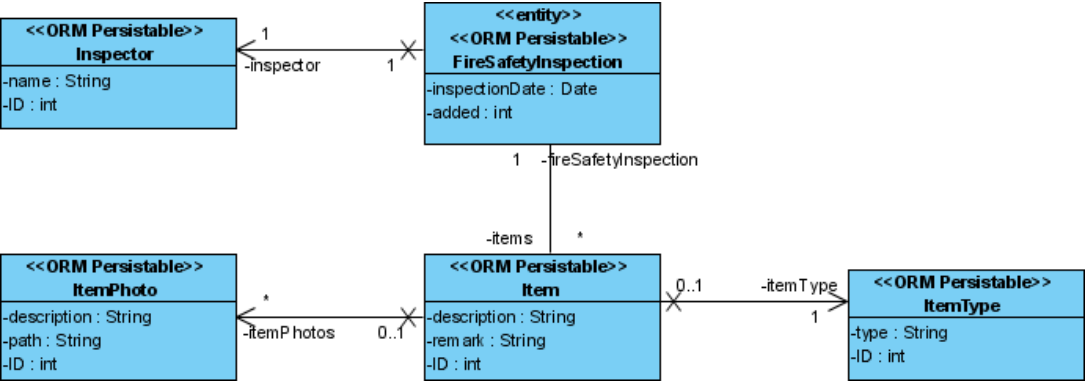 <<ORM Persistable>>
Inspector
-name : String
-ID : int
1
-inspector
1
<<entity>>
<<ORM Persistable>>
FireSafetyInspection
-inspectionDate : Date
-added : int
1
-fireSafetyInspection
-items
*
<<ORM Persistable>>
ItemPhoto
-description : String
-path : String
-ID : int
*
-itemPhotos
0..1
<<ORM Persistable>>
Item
-description : String
-remark : String
-ID : int
0..1
-itemType
1
<<ORM Persistable>>
ItemType
-type : String
-ID : int